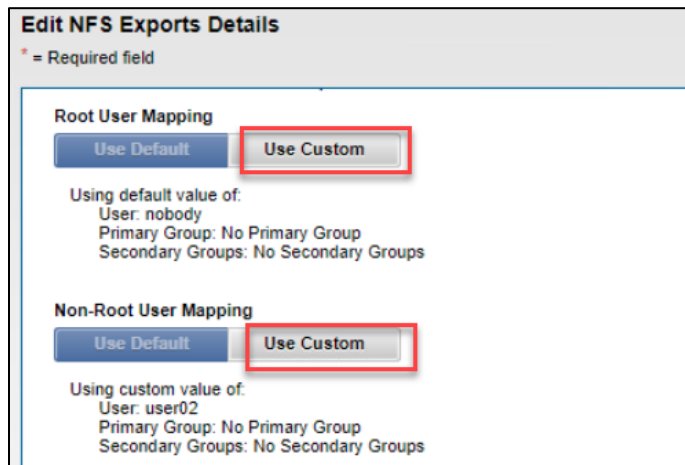 Edit NFS Exports Details
* = Required field
Root User Mapping
Use Default Use Custom
Using default value of:
User: nobody
Primary Group: No Primary Group
Secondary Groups: No Secondary Groups
Non-Root User Mapping
Use Default Use Custom
Using custom value of:
User: user02
Primary Group: No Primary Group
Secondary Groups: No Secondary Groups